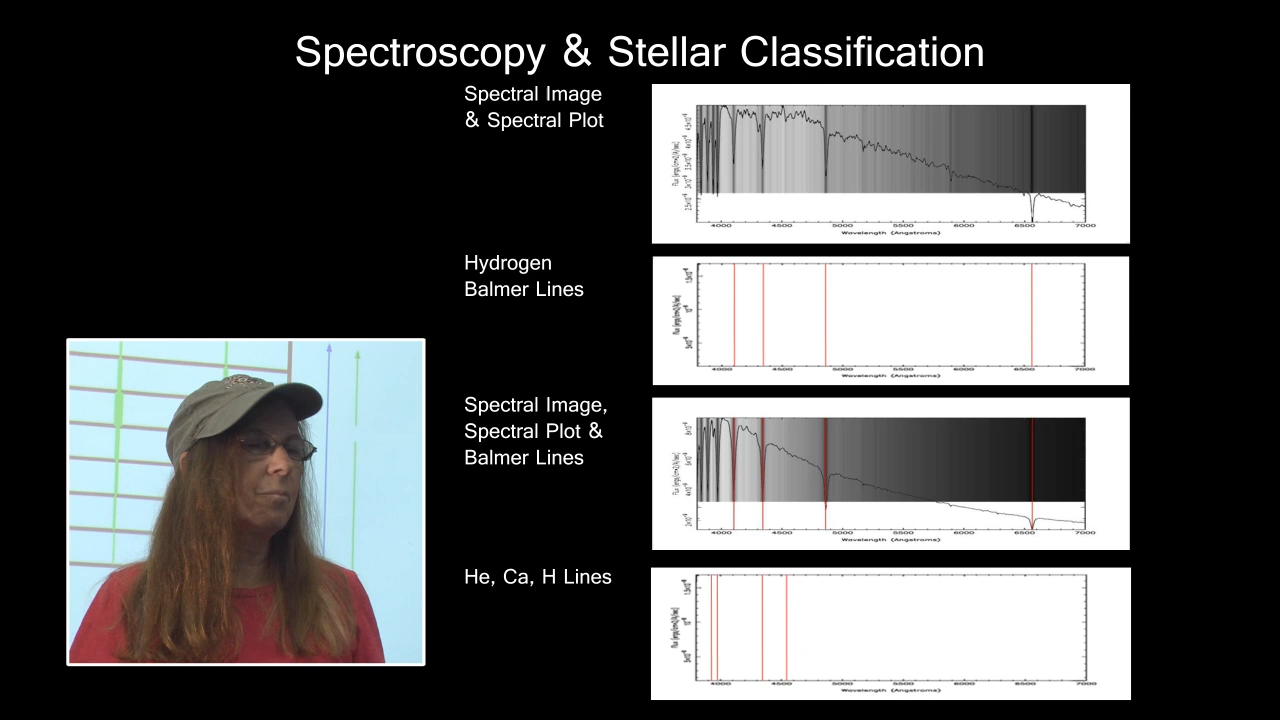 Spectroscopy & Stellar Classification
Spectral Image
& Spectral Plot
4000 4500 5000 5500 6000 6500 7000
Wavelength (Angstroms)
Hydrogen
Balmer Lines
4000 4500 5000 5500 6000 6500 7000
Wavelength (Angstroms)
Spectral Image,
Spectral Plot &
Balmer Lines
4000 4500 5000 5500 6000 6500 7000
Wavelength (Angstroms)
He, Ca, H Lines
4000 4500 5000 5500 6000 6500 7000
Wavelength (Angstroms)